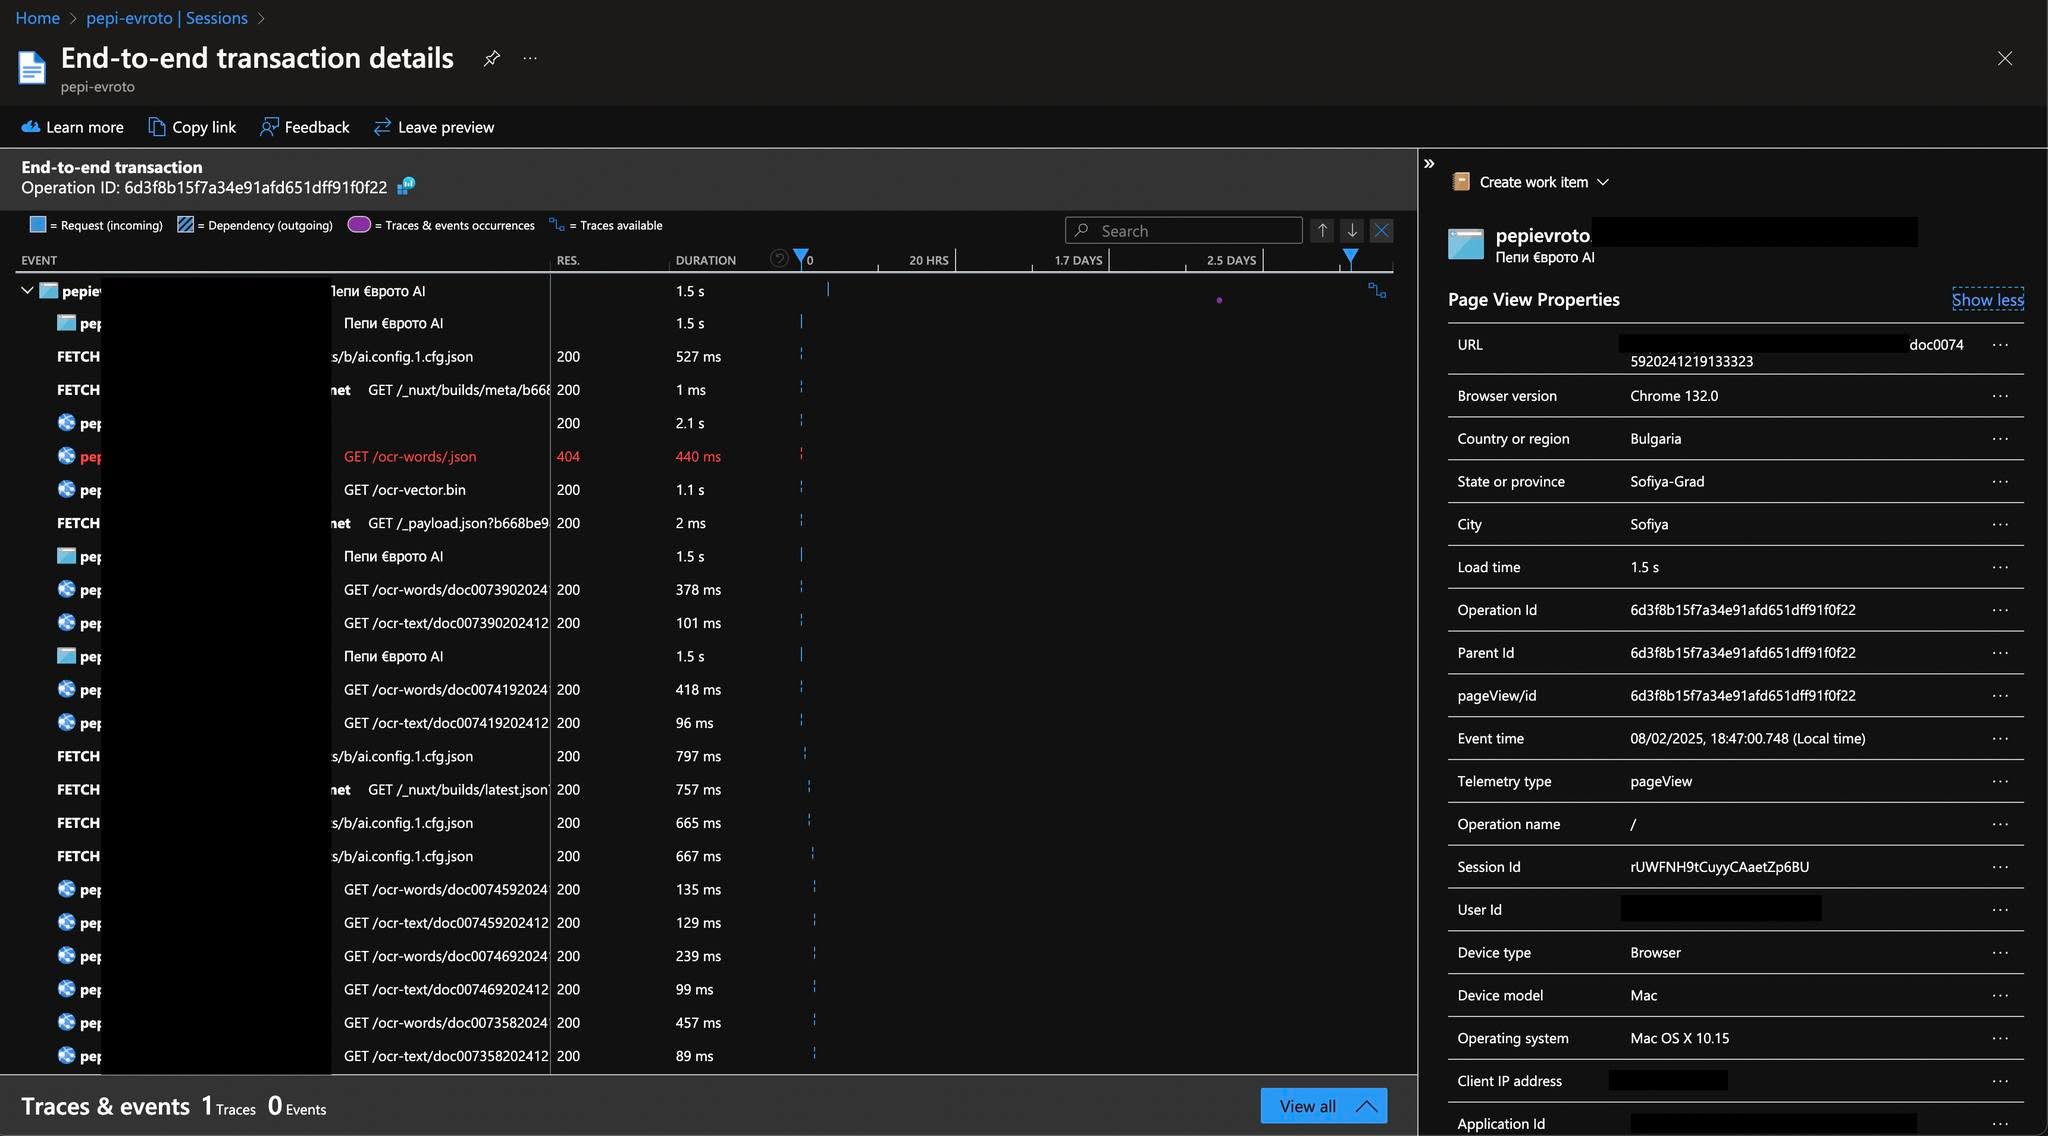 Home > pepi-evroto | Sessions >
End-to-end transaction details
pepi-evroto
Learn more Copy link Feedback Leave preview
End-to-end transaction
Operation ID: 6d3f8b15f7a34e91afd651dff91f0f22
= Request (incoming) = Dependency (outgoing) = Traces & events occurrences = Traces available
Search
EVENT RES. DURATION 0 20 HRS 1.7 DAYS 2.5 DAYS
pepiev Пепи €врото AI 1.5 s
pep Пепи €врото AI 1.5 s
FETCH s/b/ai.config.1.cfg.json 200 527 ms
FETCH net GET /_nuxt/builds/meta/b668 200 1 ms
pep 200 2.1 s
pep GET /ocr-words/.json 404 440 ms
pep GET /ocr-vector.bin 200 1.1 s
FETCH net GET /_payload.json?b668be9 200 2 ms
pep Пепи €врото AI 1.5 s
pep GET /ocr-words/doc0073902024 200 378 ms
pep GET /ocr-text/doc007390202412 200 101 ms
pep Пепи €врото AI 1.5 s
pep GET /ocr-words/doc0074192024 200 418 ms
pep GET /ocr-text/doc007419202412 200 96 ms
FETCH s/b/ai.config.1.cfg.json 200 797 ms
FETCH net GET /_nuxt/builds/latest.json? 200 757 ms
FETCH s/b/ai.config.1.cfg.json 200 665 ms
FETCH s/b/ai.config.1.cfg.json 200 667 ms
pep GET /ocr-words/doc0074592024 200 135 ms
pep GET /ocr-text/doc007459202412 200 129 ms
pep GET /ocr-words/doc0074692024 200 239 ms
pep GET /ocr-text/doc007469202412 200 99 ms
pep GET /ocr-words/doc0073582024 200 457 ms
pep GET /ocr-text/doc007358202412 200 89 ms
Traces & events 1 Traces 0 Events
View all
Create work item
pepievroto.
Пепи €врото AI
Page View Properties Show less
URL doc0074
5920241219133323
Browser version Chrome 132.0
Country or region Bulgaria
State or province Sofiya-Grad
City Sofiya
Load time 1.5 s
Operation Id 6d3f8b15f7a34e91afd651dff91f0f22
Parent Id 6d3f8b15f7a34e91afd651dff91f0f22
pageView/id 6d3f8b15f7a34e91afd651dff91f0f22
Event time 08/02/2025, 18:47:00.748 (Local time)
Telemetry type pageView
Operation name /
Session Id rUWFNH9tCuyyCAaetZp6BU
User Id
Device type Browser
Device model Mac
Operating system Mac OS X 10.15
Client IP address
Application Id